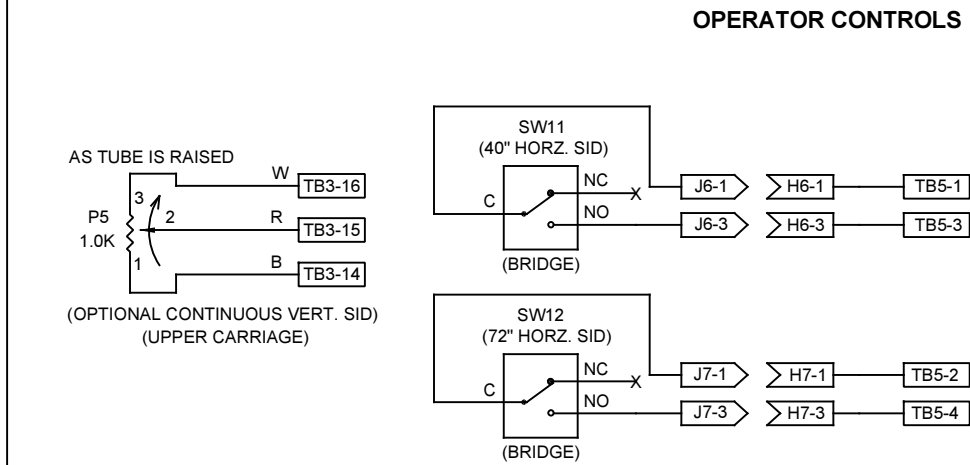 OPERATOR CONTROLS
AS TUBE IS RAISED
W
TB3-16
3
P5
2
R
TB3-15
1.0K
1
B
TB3-14
(OPTIONAL CONTINUOUS VERT. SID)
(UPPER CARRIAGE)
SW11
(40" HORZ. SID)
NC
X
J6-1
H6-1
TB5-1
C
NO
J6-3
H6-3
TB5-3
(BRIDGE)
SW12
(72" HORZ. SID)
NC
X
J7-1
H7-1
TB5-2
C
NO
J7-3
H7-3
TB5-4
(BRIDGE)